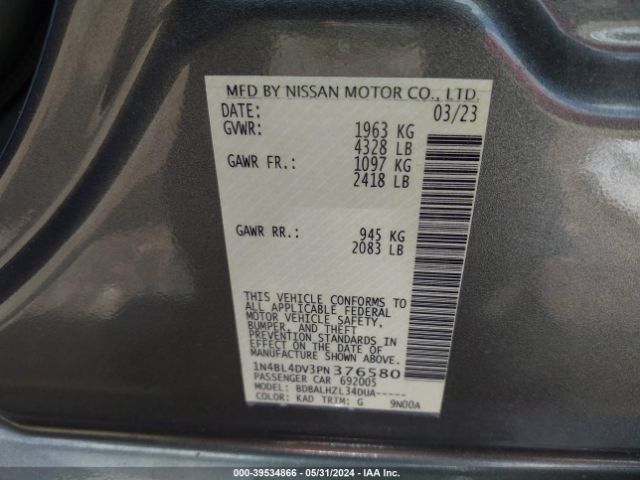 MFD BY NISSAN MOTOR CO., LTD.
DATE: 03/23
GVWR: 1963 KG
4328 LB
GAWR FR.: 1097 KG
2418 LB
GAWR RR.: 945 KG
2083 LB
THIS VEHICLE CONFORMS TO
ALL APPLICABLE FEDERAL
MOTOR VEHICLE SAFETY,
BUMPER, AND THEFT
PREVENTION STANDARDS IN
EFFECT ON THE DATE OF
MANUFACTURE SHOWN ABOVE.
1N4BL4DV3PN376580
PASSENGER CAR 692005
MODEL: BDBALHZL34DUA-----
COLOR: KAD TRIM: G 9N00A
000-39534866 - 05/31/2024 - IAA Inc.